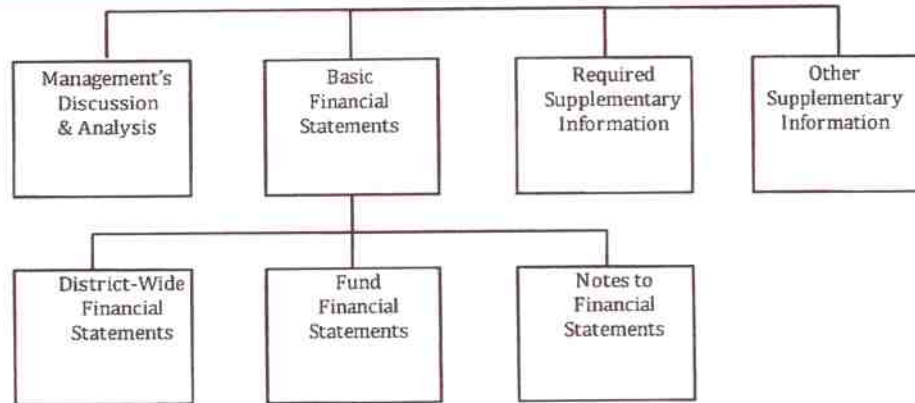 Management's
Discussion
& Analysis
Basic
Financial
Statements
Required
Supplementary
Information
Other
Supplementary
Information
District-Wide
Financial
Statements
Fund
Financial
Statements
Notes to
Financial
Statements